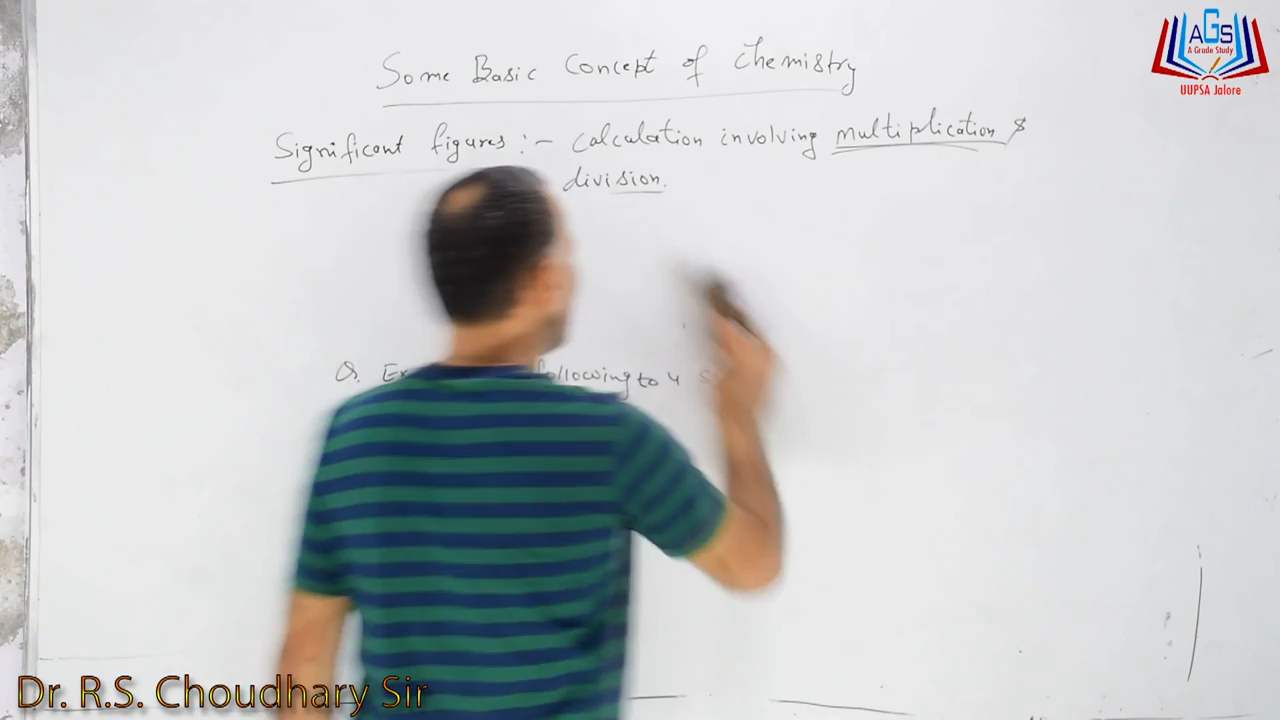 AGS
A Grade Study
UUPSA Jalore
Some Basic Concept of chemistry
Significant figures :- calculation involving multiplication &
division.
Q. following to 4
Dr. R.S. Choudhary Sir